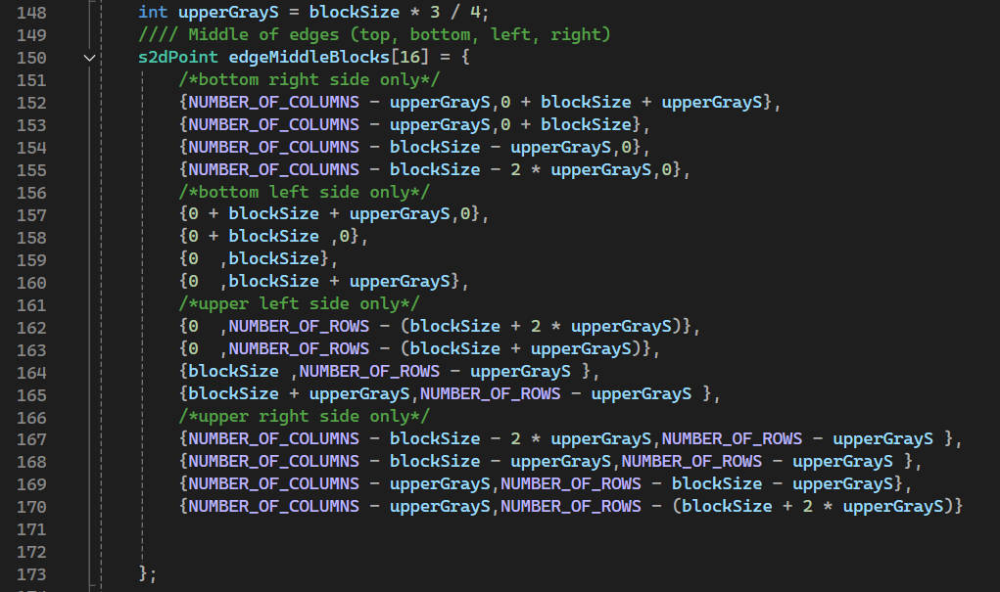 148 int upperGrayS = blockSize * 3 / 4;
149 //// Middle of edges (top, bottom, left, right)
150 s2dPoint edgeMiddleBlocks[16] = {
151 /*bottom right side only*/
152 {NUMBER_OF_COLUMNS - upperGrayS,0 + blockSize + upperGrayS},
153 {NUMBER_OF_COLUMNS - upperGrayS,0 + blockSize},
154 {NUMBER_OF_COLUMNS - blockSize - upperGrayS,0},
155 {NUMBER_OF_COLUMNS - blockSize - 2 * upperGrayS,0},
156 /*bottom left side only*/
157 {0 + blockSize + upperGrayS,0},
158 {0 + blockSize ,0},
159 {0  ,blockSize},
160 {0  ,blockSize + upperGrayS},
161 /*upper left side only*/
162 {0  ,NUMBER_OF_ROWS - (blockSize + 2 * upperGrayS)},
163 {0  ,NUMBER_OF_ROWS - (blockSize + upperGrayS)},
164 {blockSize ,NUMBER_OF_ROWS - upperGrayS },
165 {blockSize + upperGrayS,NUMBER_OF_ROWS - upperGrayS },
166 /*upper right side only*/
167 {NUMBER_OF_COLUMNS - blockSize - 2 * upperGrayS,NUMBER_OF_ROWS - upperGrayS },
168 {NUMBER_OF_COLUMNS - blockSize - upperGrayS,NUMBER_OF_ROWS - upperGrayS },
169 {NUMBER_OF_COLUMNS - upperGrayS,NUMBER_OF_ROWS - blockSize - upperGrayS},
170 {NUMBER_OF_COLUMNS - upperGrayS,NUMBER_OF_ROWS - (blockSize + 2 * upperGrayS)}
171
172
173 };